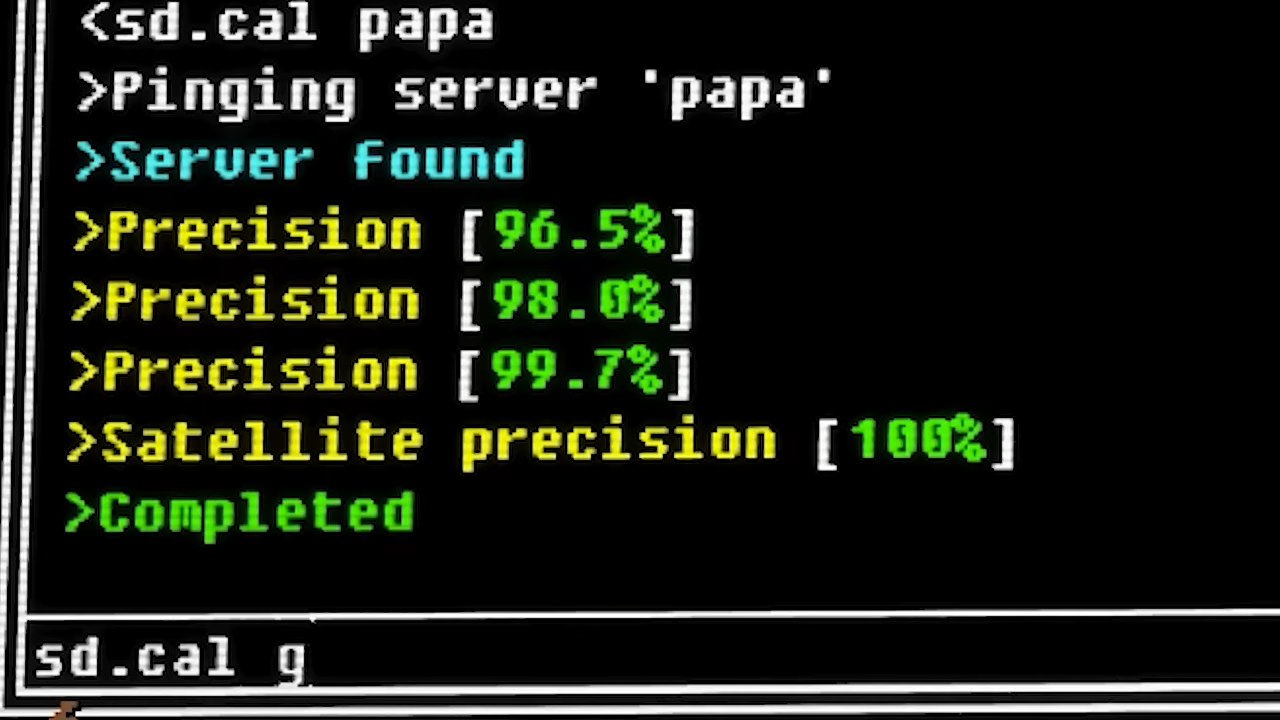 <sd.cal papa
>Pinging server 'papa'
>Server found
>Precision [96.5%]
>Precision [98.0%]
>Precision [99.7%]
>Satellite precision [100%]
>Completed
sd.cal g